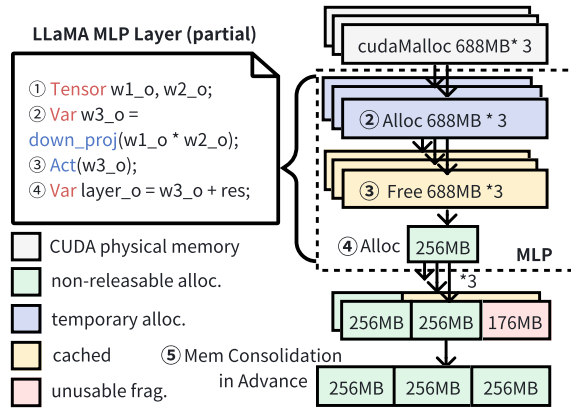 LLaMA MLP Layer (partial)
① Tensor w1_o, w2_o;
② Var w3_o =
down_proj(w1_o * w2_o);
③ Act(w3_o);
④ Var layer_o = w3_o + res;
CUDA physical memory
non-releasable alloc.
temporary alloc.
cached
unusable frag.
cudaMalloc 688MB* 3
② Alloc 688MB * 3
③ Free 688MB *3
④ Alloc 256MB
MLP
*3
256MB 256MB 176MB
⑤ Mem Consolidation
in Advance
256MB 256MB 256MB